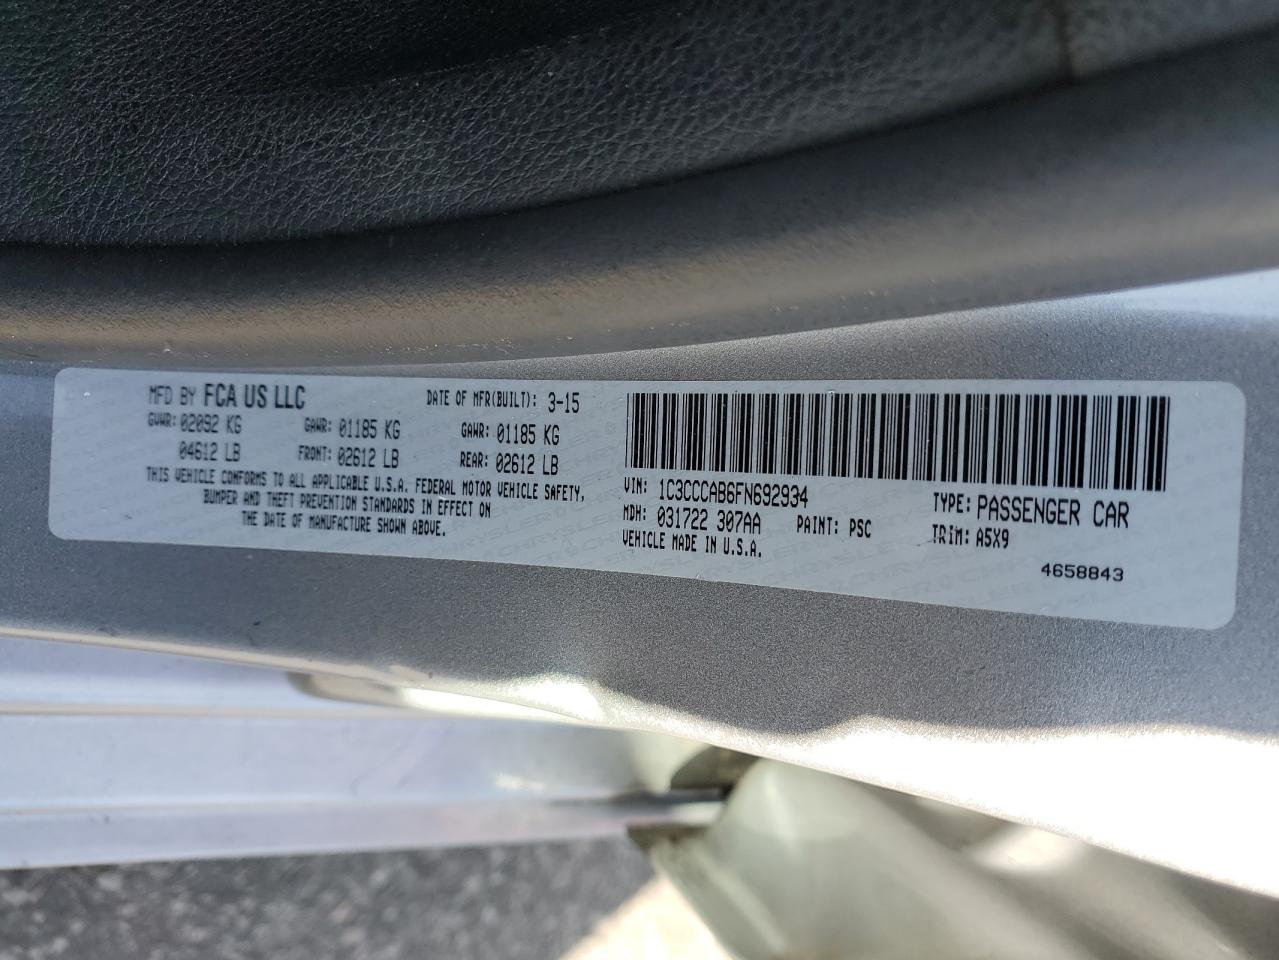 MFD BY FCA US LLC DATE OF MFR(BUILT): 3-15
GVWR: 02092 KG GAWR: 01185 KG GAWR: 01185 KG
04612 LB FRONT: 02612 LB REAR: 02612 LB
THIS VEHICLE CONFORMS TO ALL APPLICABLE U.S.A. FEDERAL MOTOR VEHICLE SAFETY,
BUMPER AND THEFT PREVENTION STANDARDS IN EFFECT ON
THE DATE OF MANUFACTURE SHOWN ABOVE.
VIN: 1C3CCCAB6FN692934 TYPE: PASSENGER CAR
MDH: 031722 307AA PAINT: PSC TRIM: A5X9
VEHICLE MADE IN U.S.A.
4658843